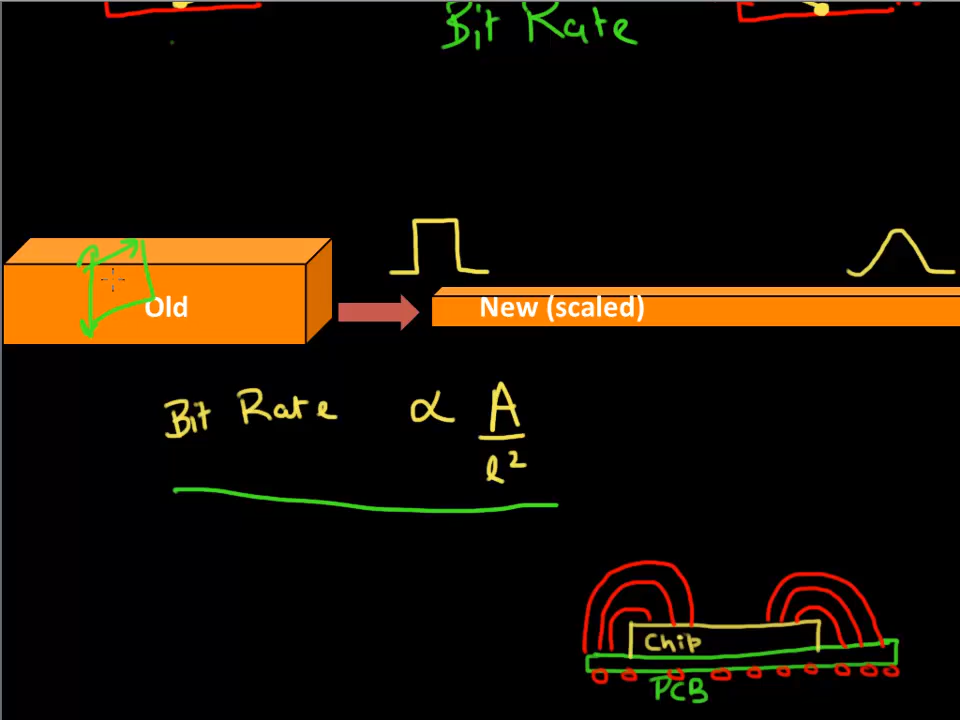 Bit Rate
Old
New (scaled)
Bit Rate ∝ A
l²
Chip
PCB